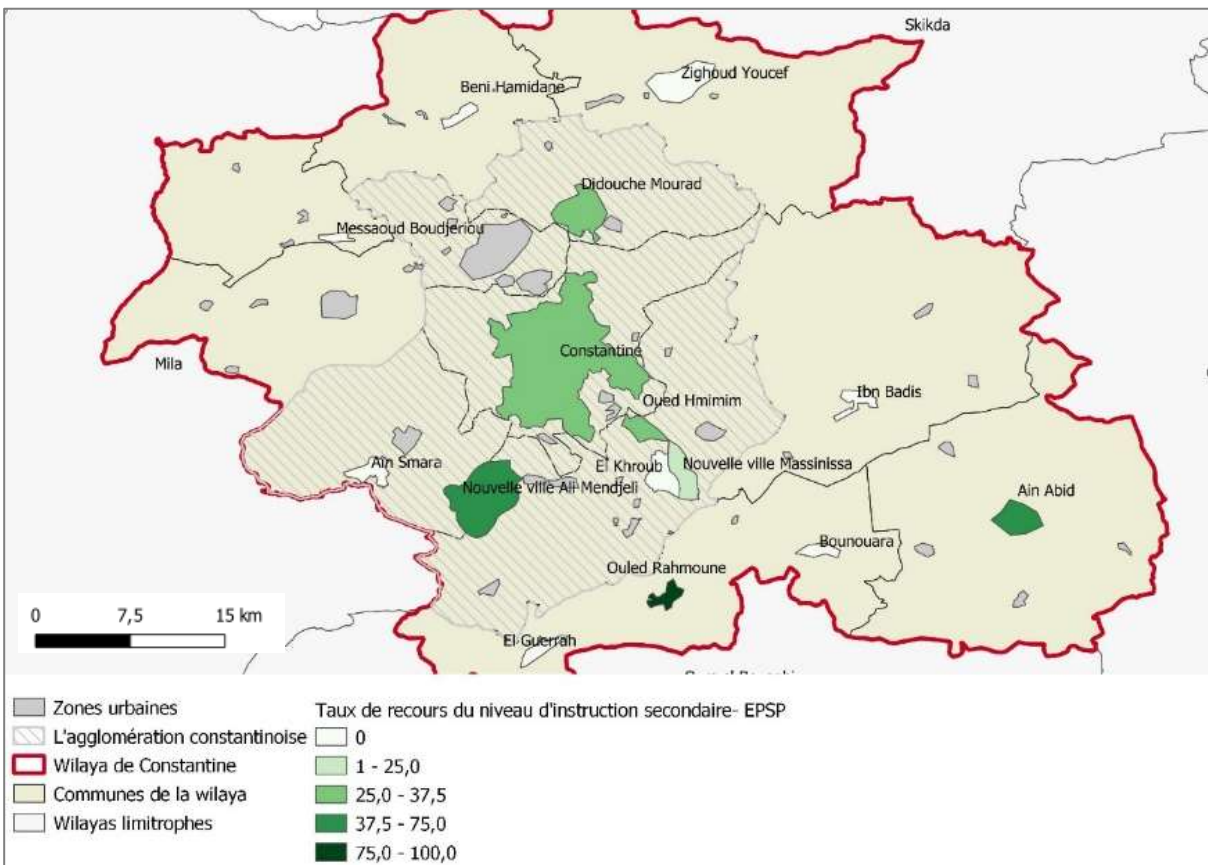 Skikda
Zighoud Youcef
Beni Hamidane
Didouche Mourad
Messaoud Boudjeriou
Constantine
Mila
Ibn Badis
Oued Hmimim
Ain Smara
El Khroub
Nouvelle ville Massinissa
Nouvelle ville Ali Mendjeli
Ain Abid
Bounouara
Ouled Rahmoune
El Guerrah
0 7,5 15 km
Zones urbaines
L'agglomération constantinoise
Wilaya de Constantine
Communes de la wilaya
Wilayas limitrophes
Taux de recours du niveau d'instruction secondaire- EPSP
0
1 - 25,0
25,0 - 37,5
37,5 - 75,0
75,0 - 100,0